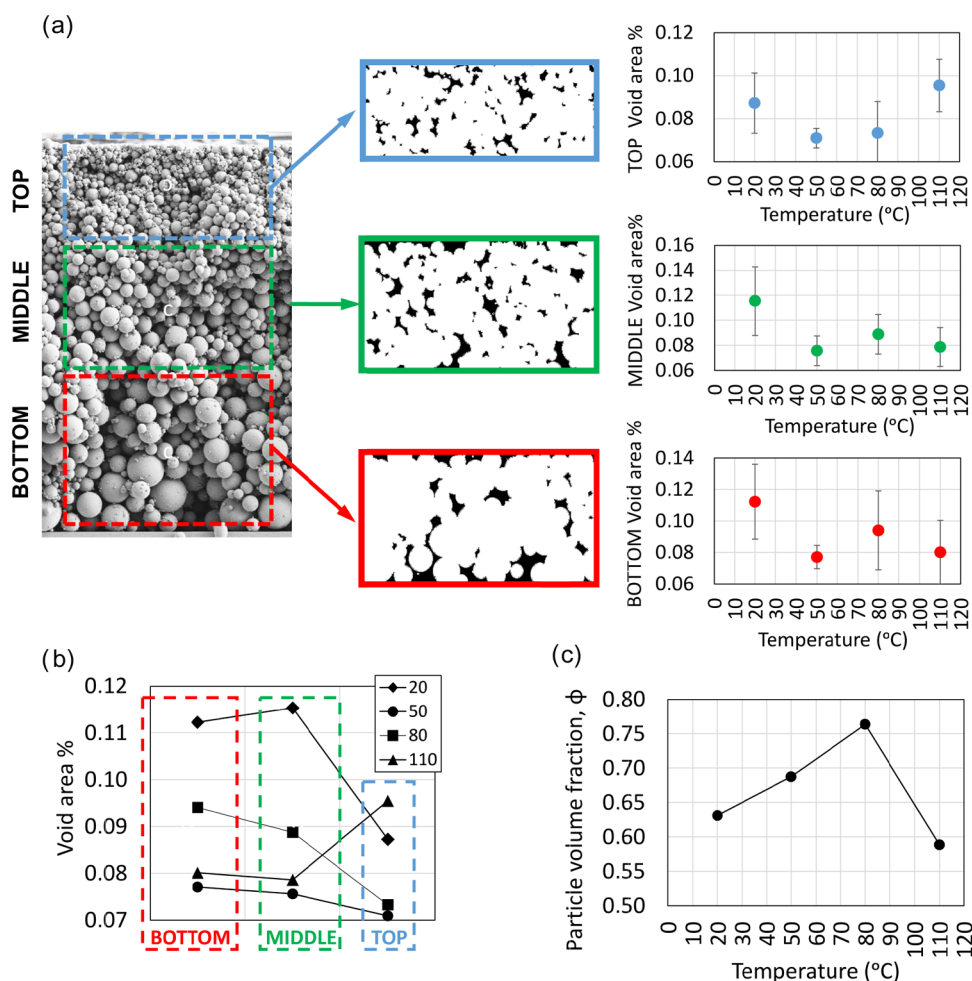 (a)
TOP
MIDDLE
BOTTOM
C
TOP Void area %
0.12
0.10
0.08
0.06
0 10 20 30 40 50 60 70 80 90 100 110 120
Temperature (°C)
MIDDLE Void area%
0.16
0.14
0.12
0.10
0.08
0.06
0 10 20 30 40 50 60 70 80 90 100 110 120
Temperature (°C)
BOTTOM Void area %
0.14
0.12
0.10
0.08
0.06
0 10 20 30 40 50 60 70 80 90 100 110 120
Temperature (°C)
(b)
Void area %
0.12
0.11
0.10
0.09
0.08
0.07
20
50
80
110
BOTTOM MIDDLE TOP
(c)
Particle volume fraction, ϕ
0.80
0.75
0.70
0.65
0.60
0.55
0.50
0 10 20 30 40 50 60 70 80 90 100 110 120
Temperature (°C)